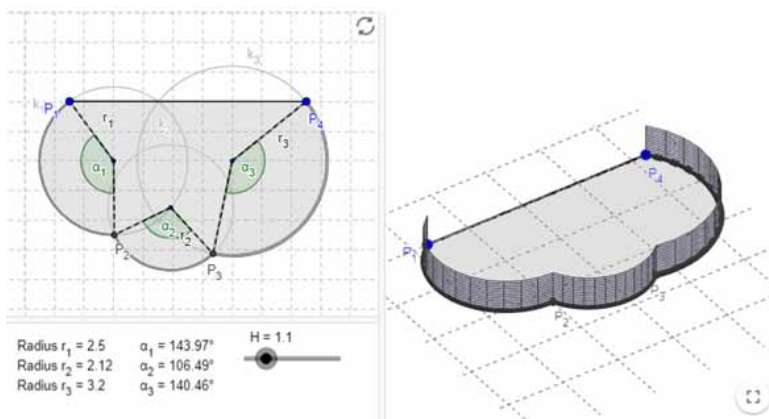 k₃
k₁
P₁
r₁
k₂
P₄
r₃
α₁
α₃
α₂
r₂
P₂
P₃
Radius r₁ = 2.5 α₁ = 143.97°
Radius r₂ = 2.12 α₂ = 106.49°
Radius r₃ = 3.2 α₃ = 140.46°
H = 1.1
P₄
P₁
P₃
P₂